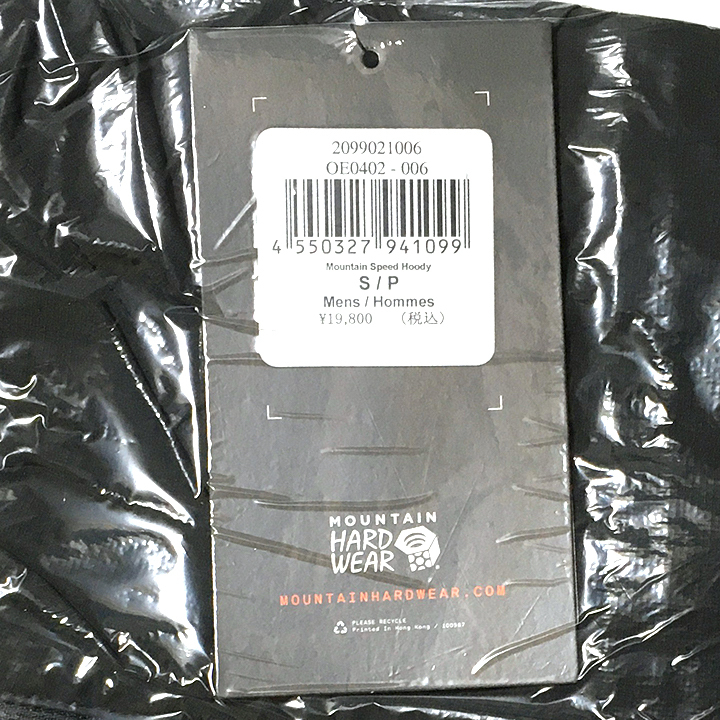 2099021006
OE0402 - 006
4 550327 941099
Mountain Speed Hoody
S / P
Mens / Hommes
¥19,800 (税込)
MOUNTAIN
HARD
WEAR
MOUNTAINHARDWEAR.COM
PLEASE RECYCLE
Printed In Hong Kong / 100987